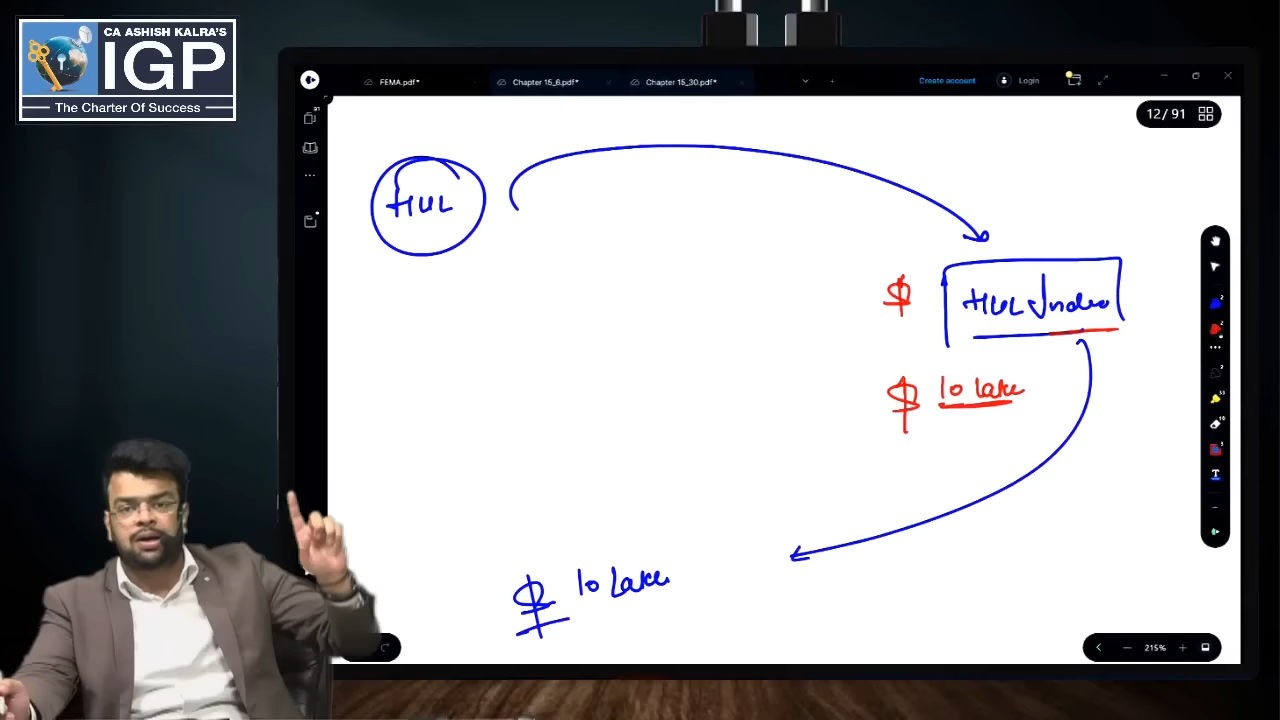 CA ASHISH KALRA'S
IGP
The Charter Of Success
FEMA.pdf*
Chapter 15_6.pdf*
Chapter 15_30.pdf*
Create account
Login
91
12/ 91
HUL
$
HUL India
$ 10 lakh
$ 10 Lakh
215%